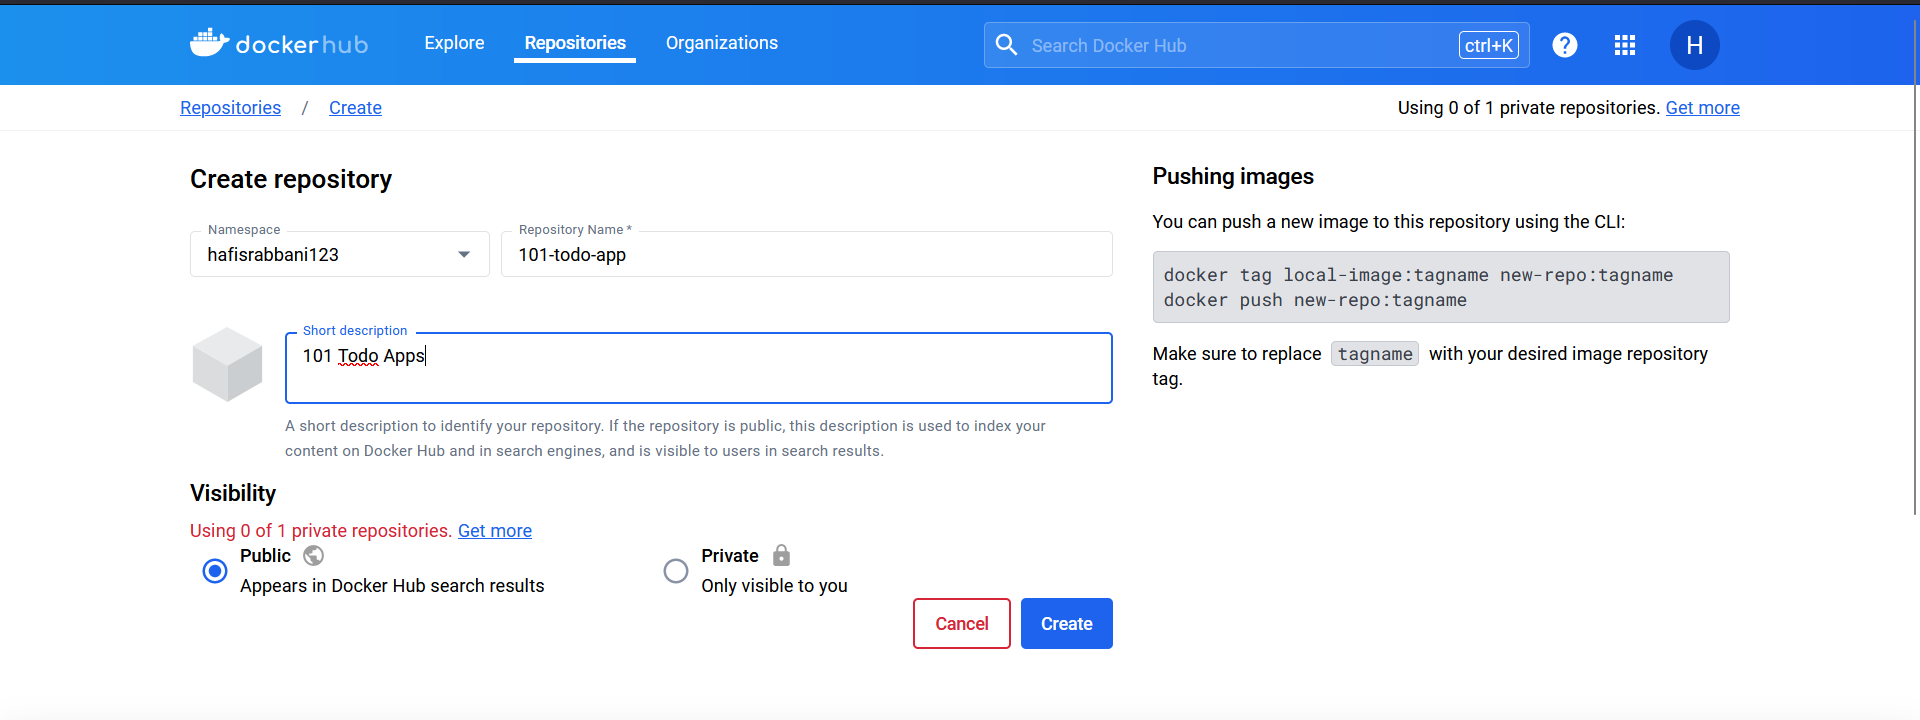 dockerhub Explore Repositories Organizations Search Docker Hub ctrl+K ? H
Repositories / Create Using 0 of 1 private repositories. Get more
Create repository
Namespace
hafisrabbani123
Repository Name *
101-todo-app
Short description
101 Todo Apps
A short description to identify your repository. If the repository is public, this description is used to index your
content on Docker Hub and in search engines, and is visible to users in search results.
Visibility
Using 0 of 1 private repositories. Get more
Public
Appears in Docker Hub search results
Private
Only visible to you
Cancel Create
Pushing images
You can push a new image to this repository using the CLI:
docker tag local-image:tagname new-repo:tagname
docker push new-repo:tagname
Make sure to replace tagname with your desired image repository
tag.